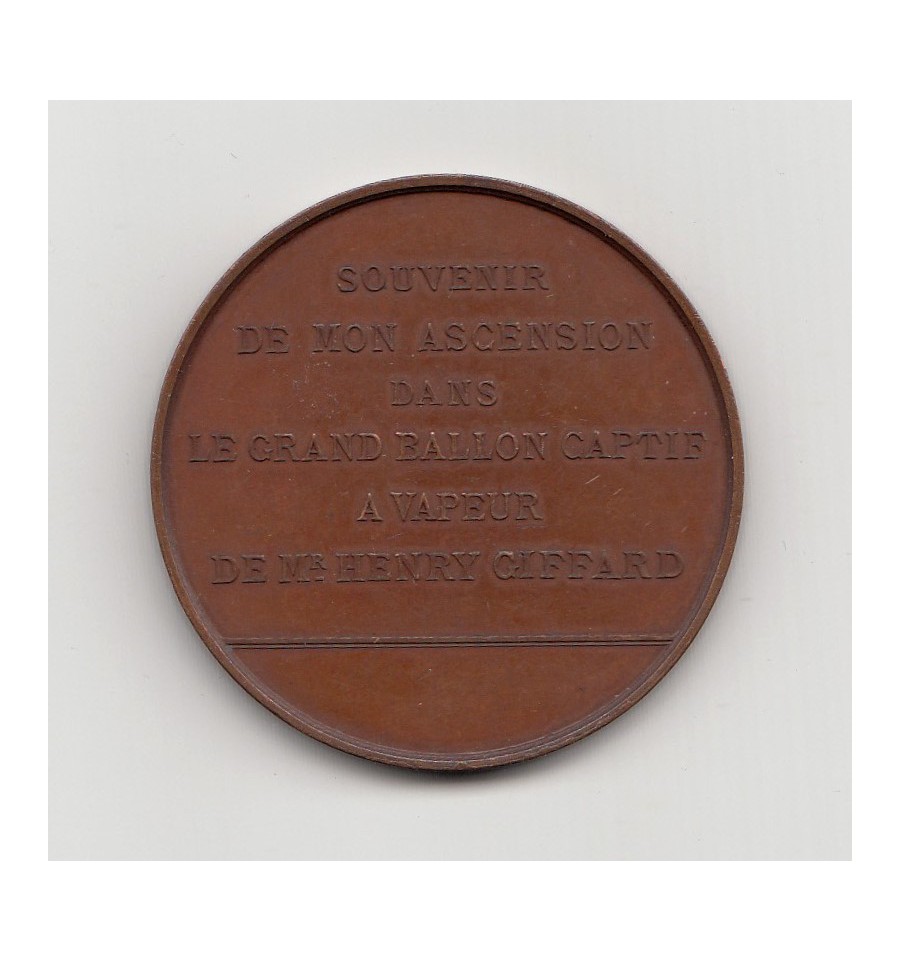 SOUVENIR
DE MON ASCENSION
DANS
LE GRAND BALLON CAPTIF
A VAPEUR
DE MR. HENRY GIFFARD